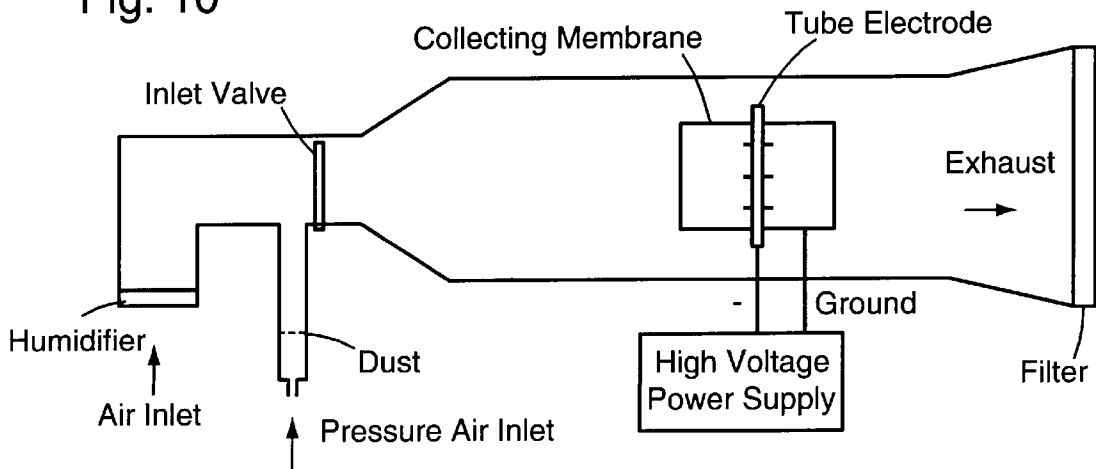 Fig. 10
Collecting Membrane
Tube Electrode
Inlet Valve
Exhaust
-
Ground
Humidifier
Dust
High Voltage
Power Supply
Filter
Air Inlet
Pressure Air Inlet